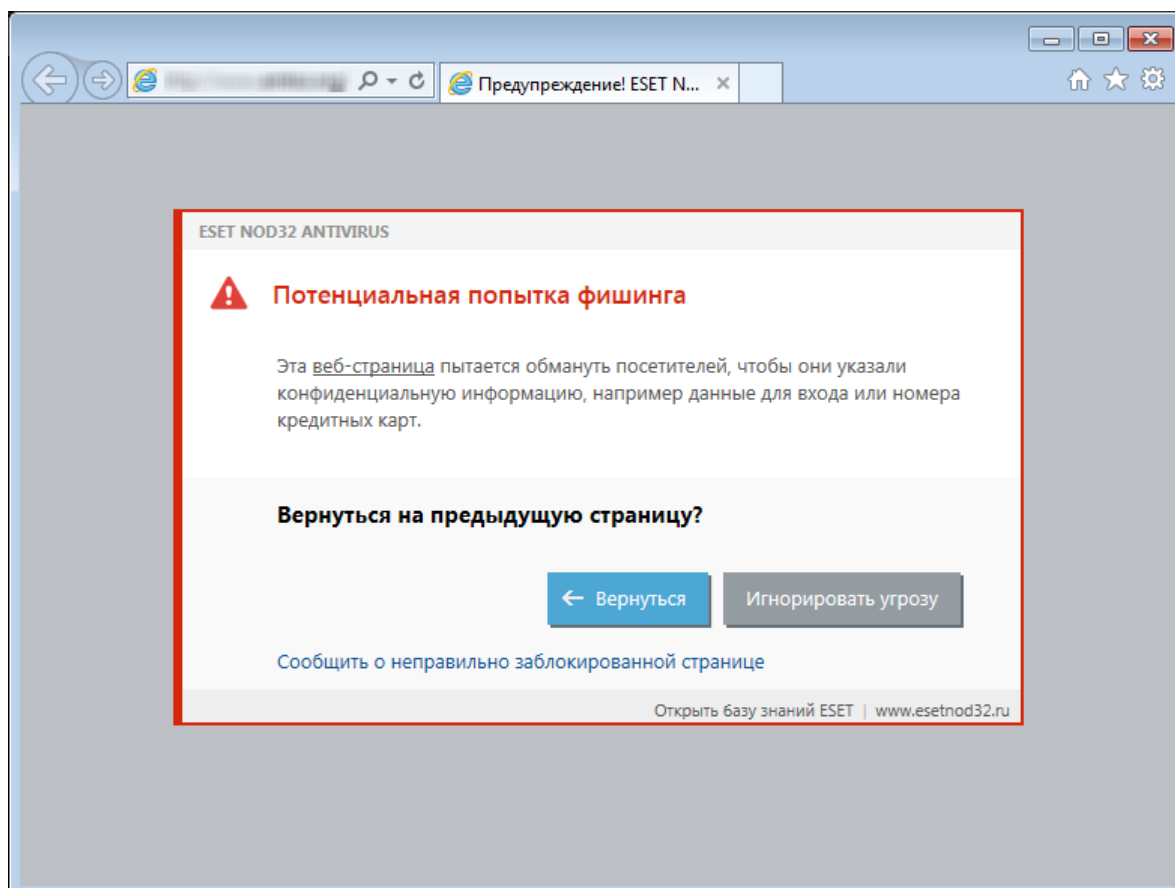 Предупреждение! ESET N...
ESET NOD32 ANTIVIRUS
Потенциальная попытка фишинга
Эта веб-страница пытается обмануть посетителей, чтобы они указали
конфиденциальную информацию, например данные для входа или номера
кредитных карт.
Вернуться на предыдущую страницу?
Вернуться
Игнорировать угрозу
Сообщить о неправильно заблокированной странице
Открыть базу знаний ESET | www.esetnod32.ru